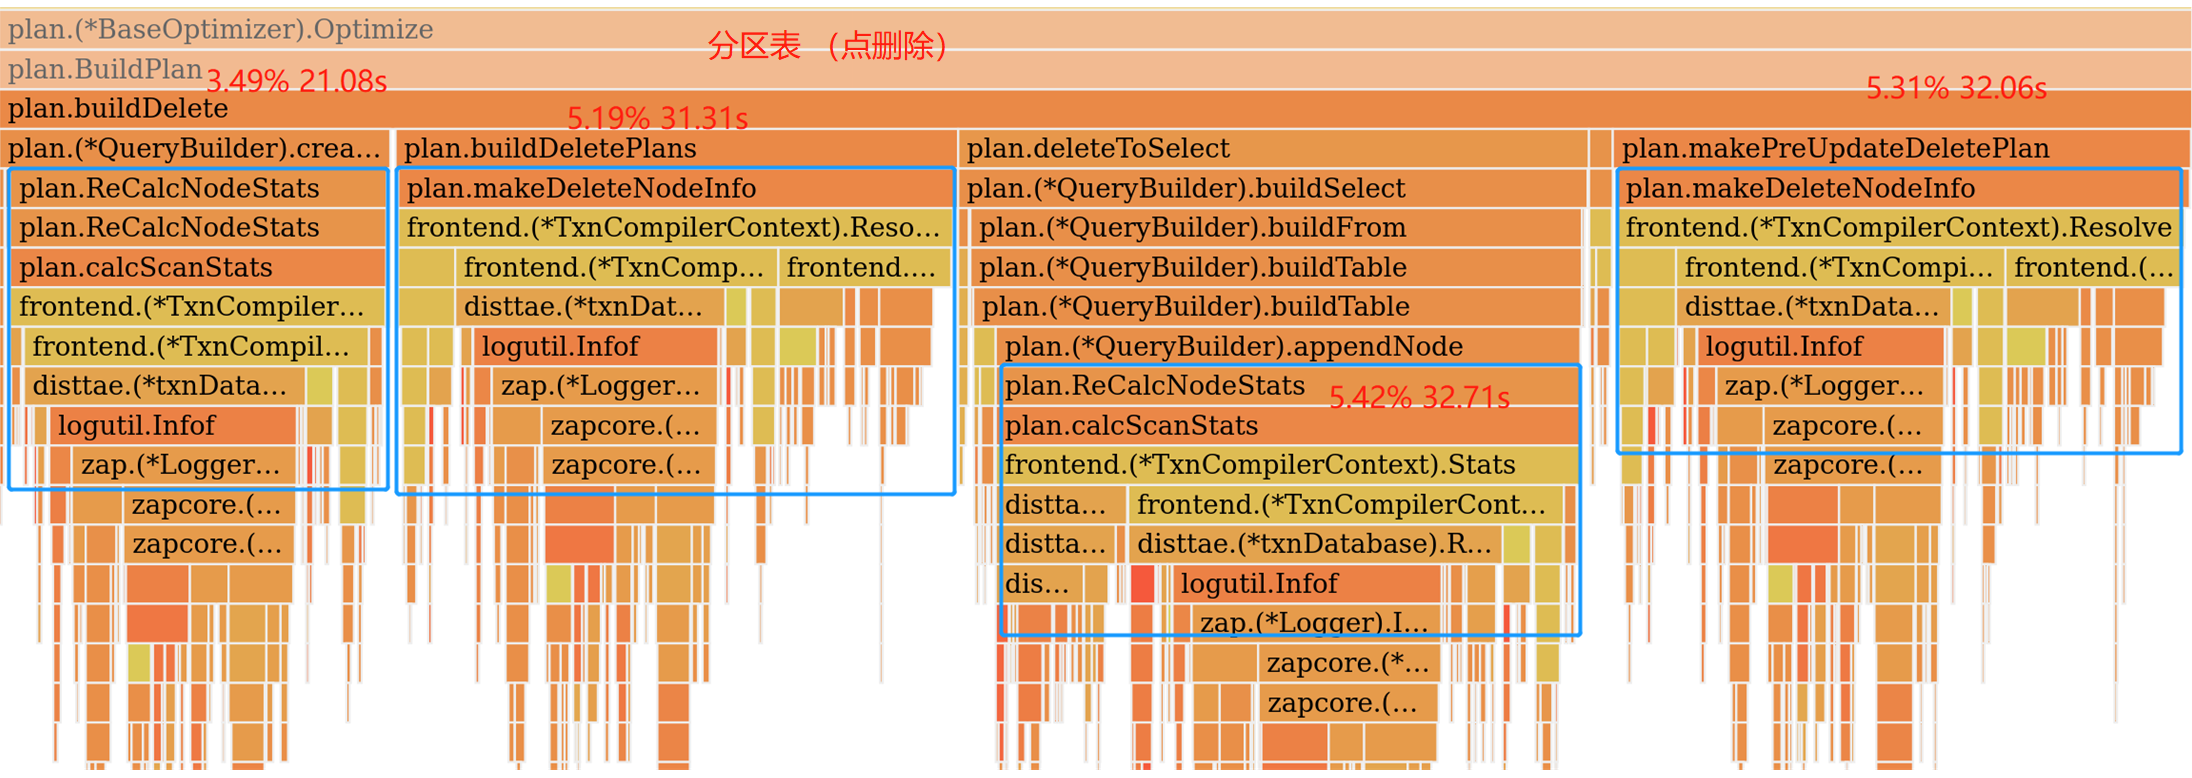 plan.(*BaseOptimizer).Optimize
分区表 （点删除）
plan.BuildPlan
3.49% 21.08s
5.31% 32.06s
plan.buildDelete
5.19% 31.31s
plan.(*QueryBuilder).crea... plan.buildDeletePlans plan.deleteToSelect plan.makePreUpdateDeletePlan
plan.ReCalcNodeStats plan.makeDeleteNodeInfo plan.(*QueryBuilder).buildSelect plan.makeDeleteNodeInfo
plan.ReCalcNodeStats frontend.(*TxnCompilerContext).Reso... plan.(*QueryBuilder).buildFrom frontend.(*TxnCompilerContext).Resolve
plan.calcScanStats frontend.(*TxnComp... frontend.... plan.(*QueryBuilder).buildTable frontend.(*TxnCompi... frontend.(...
frontend.(*TxnCompiler... disttae.(*txnDat... plan.(*QueryBuilder).buildTable disttae.(*txnData...
frontend.(*TxnCompil... logutil.Infof plan.(*QueryBuilder).appendNode logutil.Infof
disttae.(*txnData... zap.(*Logger... plan.ReCalcNodeStats 5.42% 32.71s zap.(*Logger...
logutil.Infof zapcore.(... plan.calcScanStats zapcore.(...
zap.(*Logger... zapcore.(... frontend.(*TxnCompilerContext).Stats zapcore.(...
zapcore.(... distta... frontend.(*TxnCompilerCont...
zapcore.(... distta... disttae.(*txnDatabase).R...
dis... logutil.Infof
zap.(*Logger).I...
zapcore.(*...
zapcore.(...